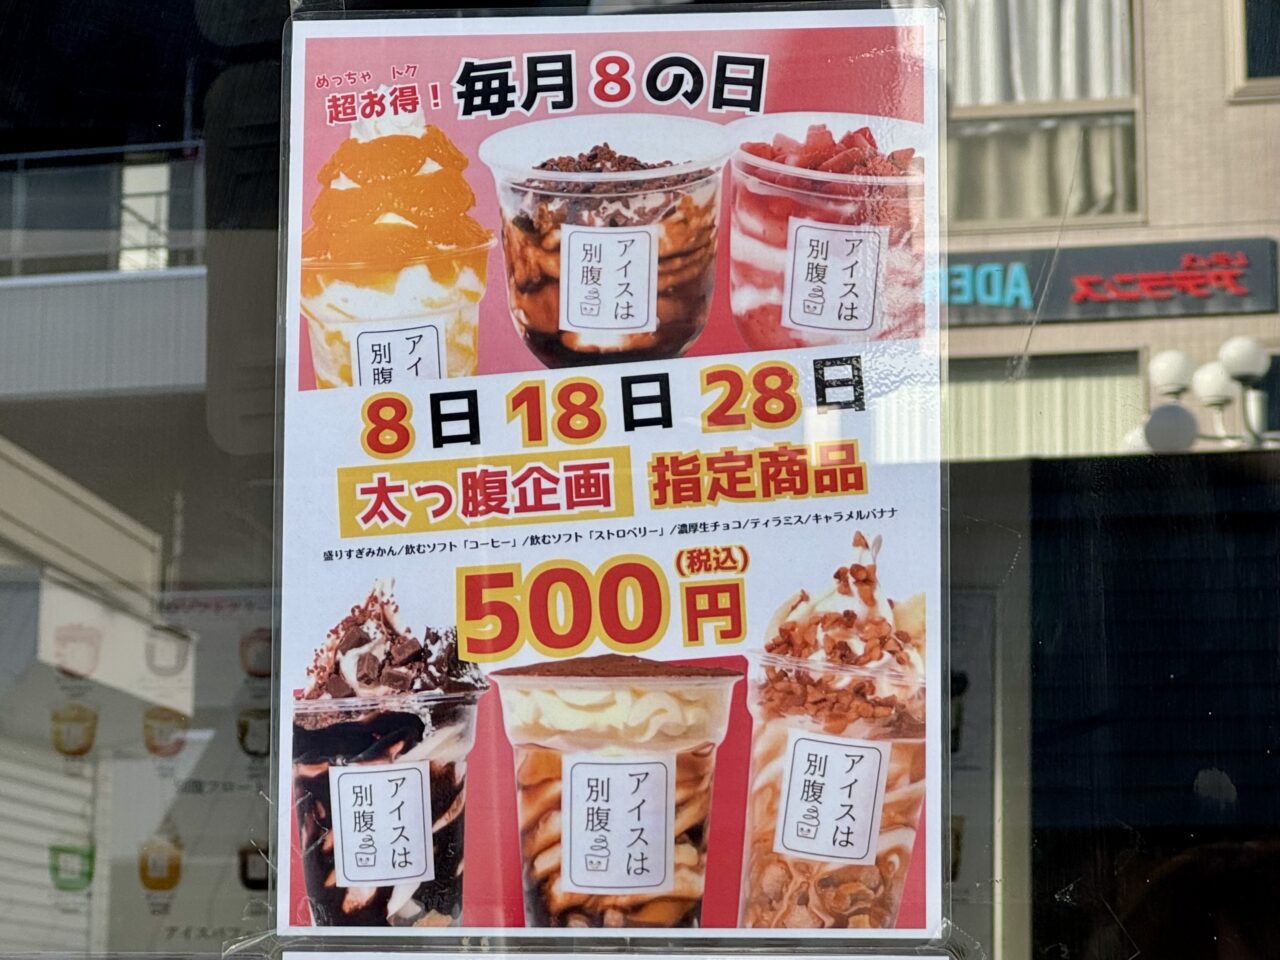 めっちゃ トク
超お得！毎月8の日
アイスは
別腹
アイスは
別腹
アイスは
別腹
8日 18日 28日
太っ腹企画 指定商品
盛りすぎみかん/飲むソフト「コーヒー」/飲むソフト「ストロベリー」/濃厚生チョコ/ティラミス/キャラメルバナナ
500円(税込)
アイスは
別腹
アイスは
別腹
アイスは
別腹